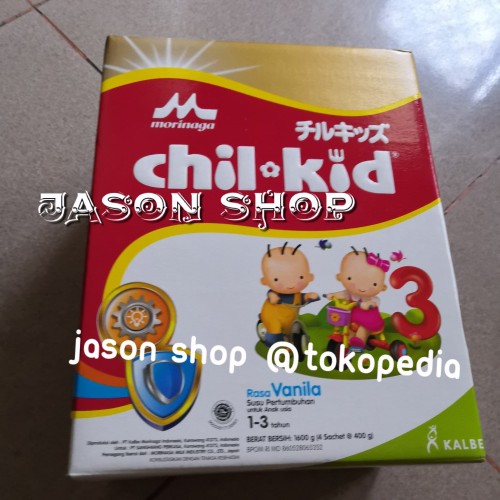 morinaga
チルキッズ
chil kid
JASON SHOP
3
jason shop @tokopedia
Rasa Vanila
Susu Pertumbuhan
untuk Anak usia
1-3 tahun
BERAT BERSIH: 1600 g (4 Sachet @ 400g)
KALBE